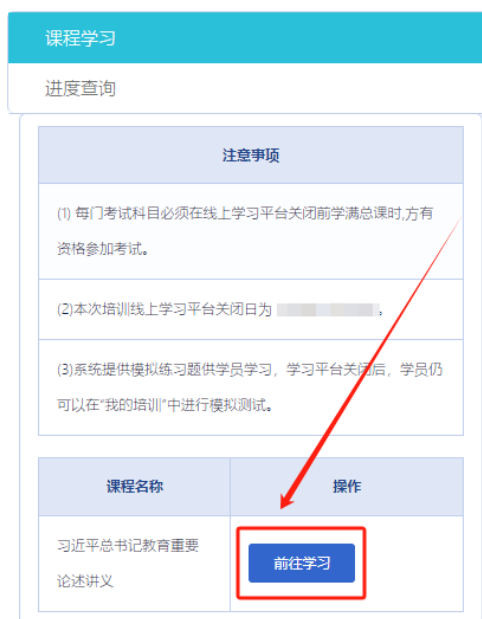 课程学习
进度查询
注意事项
(1) 每门考试科目必须在线上学习平台关闭前学满总课时,方有
资格参加考试。
(2)本次培训线上学习平台关闭日为 。
(3)系统提供模拟练习题供学员学习，学习平台关闭后，学员仍
可以在“我的培训”中进行模拟测试。
课程名称 操作
习近平总书记教育重要
论述讲义
前往学习